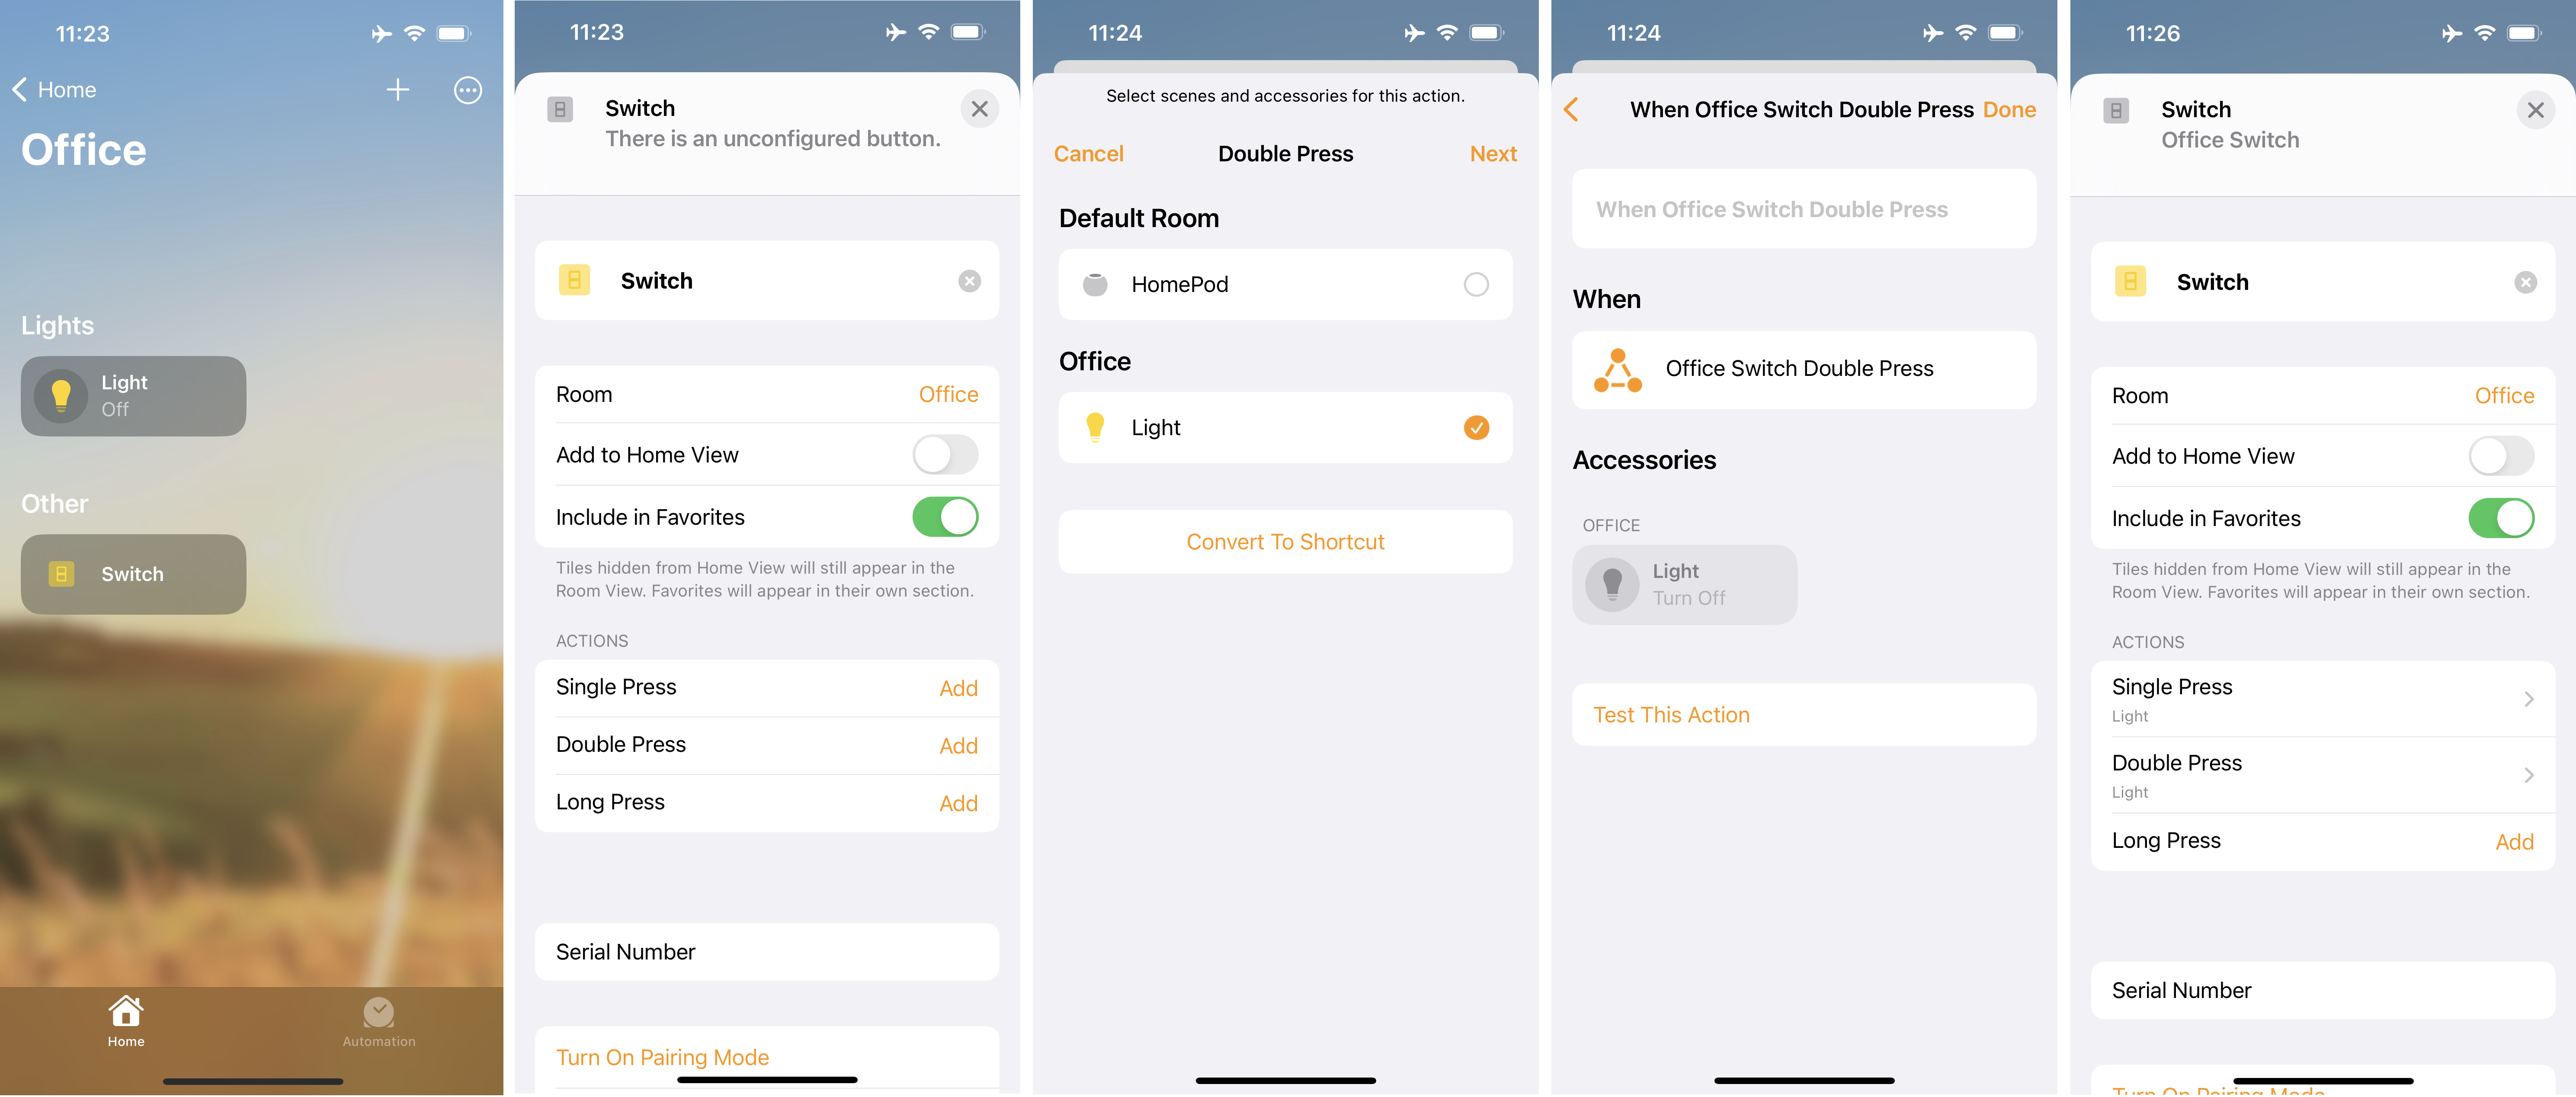 11:23
Home
Office
Lights
Light
Off
Other
Switch
Home
Automation
11:23
Switch
There is an unconfigured button.
Switch
Room
Office
Add to Home View
Include in Favorites
Tiles hidden from Home View will still appear in the
Room View. Favorites will appear in their own section.
ACTIONS
Single Press
Add
Double Press
Add
Long Press
Add
Serial Number
Turn On Pairing Mode
11:24
Select scenes and accessories for this action.
Cancel
Double Press
Next
Default Room
HomePod
Office
Light
Convert To Shortcut
11:24
When Office Switch Double Press
Done
When Office Switch Double Press
When
Office Switch Double Press
Accessories
OFFICE
Light
Turn Off
Test This Action
11:26
Switch
Office Switch
Switch
Room
Office
Add to Home View
Include in Favorites
Tiles hidden from Home View will still appear in the
Room View. Favorites will appear in their own section.
ACTIONS
Single Press
Light
Double Press
Light
Long Press
Add
Serial Number
Turn On Pairing Mode